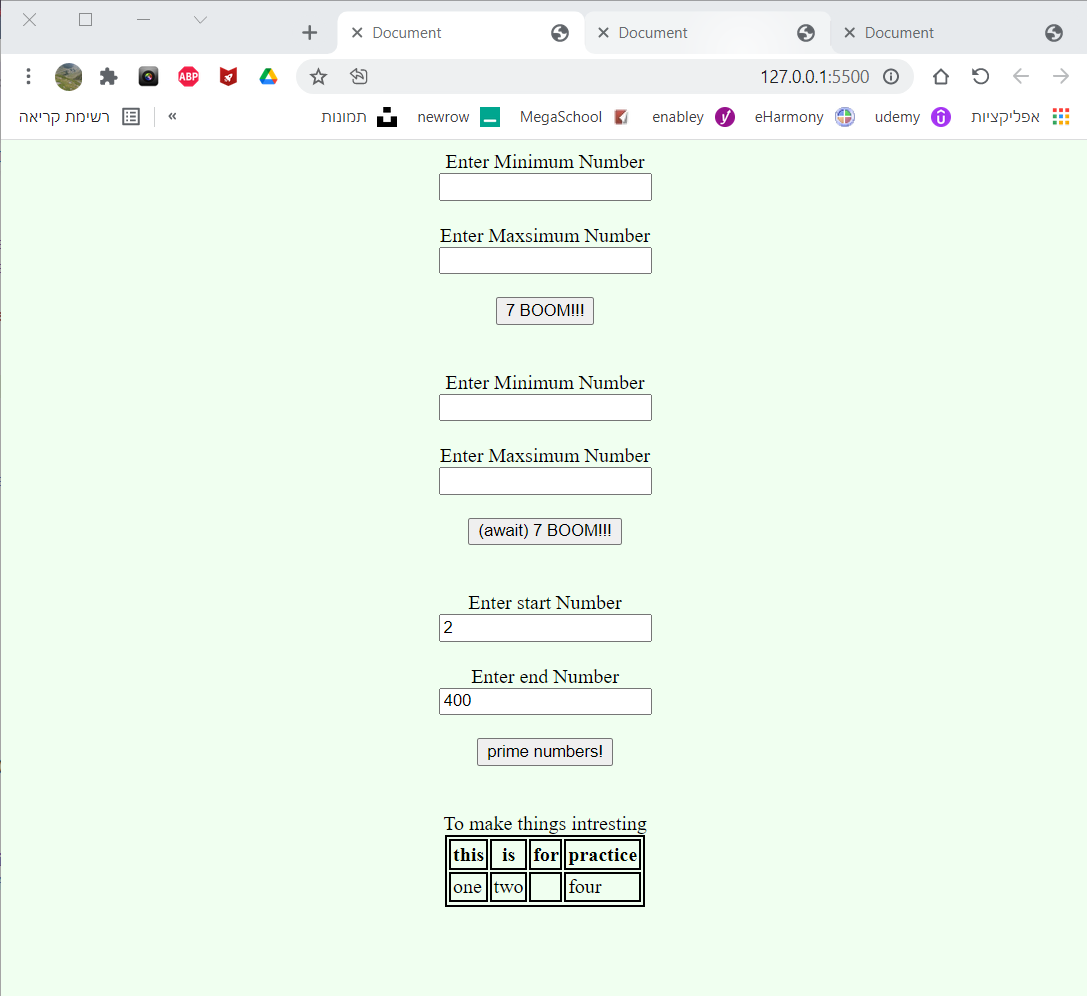 Document
Document
Document
127.0.0.1:5500
ABP
אפליקציות
udemy
eHarmony
enabley
MegaSchool
newrow
תמונות
»
רשימת קריאה
Enter Minimum Number
Enter Maxsimum Number
7 BOOM!!!
Enter Minimum Number
Enter Maxsimum Number
(await) 7 BOOM!!!
Enter start Number
2
Enter end Number
400
prime numbers!
To make things intresting
this is for practice
one two four